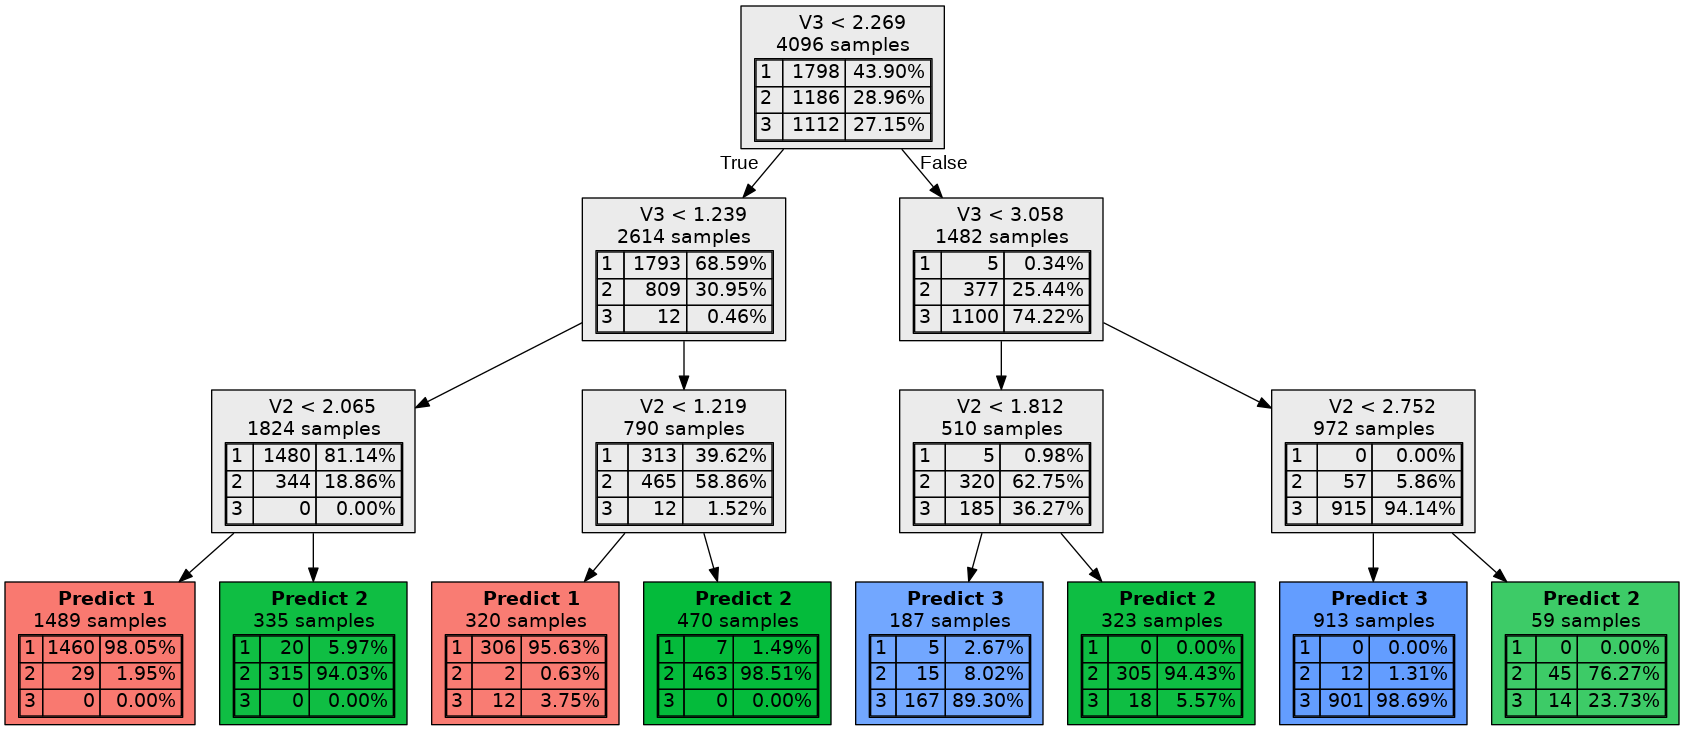 V3 < 2.269
4096 samples
1 1798 43.90%
2 1186 28.96%
3 1112 27.15%
True
False
V3 < 1.239
2614 samples
1 1793 68.59%
2 809 30.95%
3 12 0.46%
V3 < 3.058
1482 samples
1 5 0.34%
2 377 25.44%
3 1100 74.22%
V2 < 2.065
1824 samples
1 1480 81.14%
2 344 18.86%
3 0 0.00%
V2 < 1.219
790 samples
1 313 39.62%
2 465 58.86%
3 12 1.52%
V2 < 1.812
510 samples
1 5 0.98%
2 320 62.75%
3 185 36.27%
V2 < 2.752
972 samples
1 0 0.00%
2 57 5.86%
3 915 94.14%
Predict 1
1489 samples
1 1460 98.05%
2 29 1.95%
3 0 0.00%
Predict 2
335 samples
1 20 5.97%
2 315 94.03%
3 0 0.00%
Predict 1
320 samples
1 306 95.63%
2 2 0.63%
3 12 3.75%
Predict 2
470 samples
1 7 1.49%
2 463 98.51%
3 0 0.00%
Predict 3
187 samples
1 5 2.67%
2 15 8.02%
3 167 89.30%
Predict 2
323 samples
1 0 0.00%
2 305 94.43%
3 18 5.57%
Predict 3
913 samples
1 0 0.00%
2 12 1.31%
3 901 98.69%
Predict 2
59 samples
1 0 0.00%
2 45 76.27%
3 14 23.73%